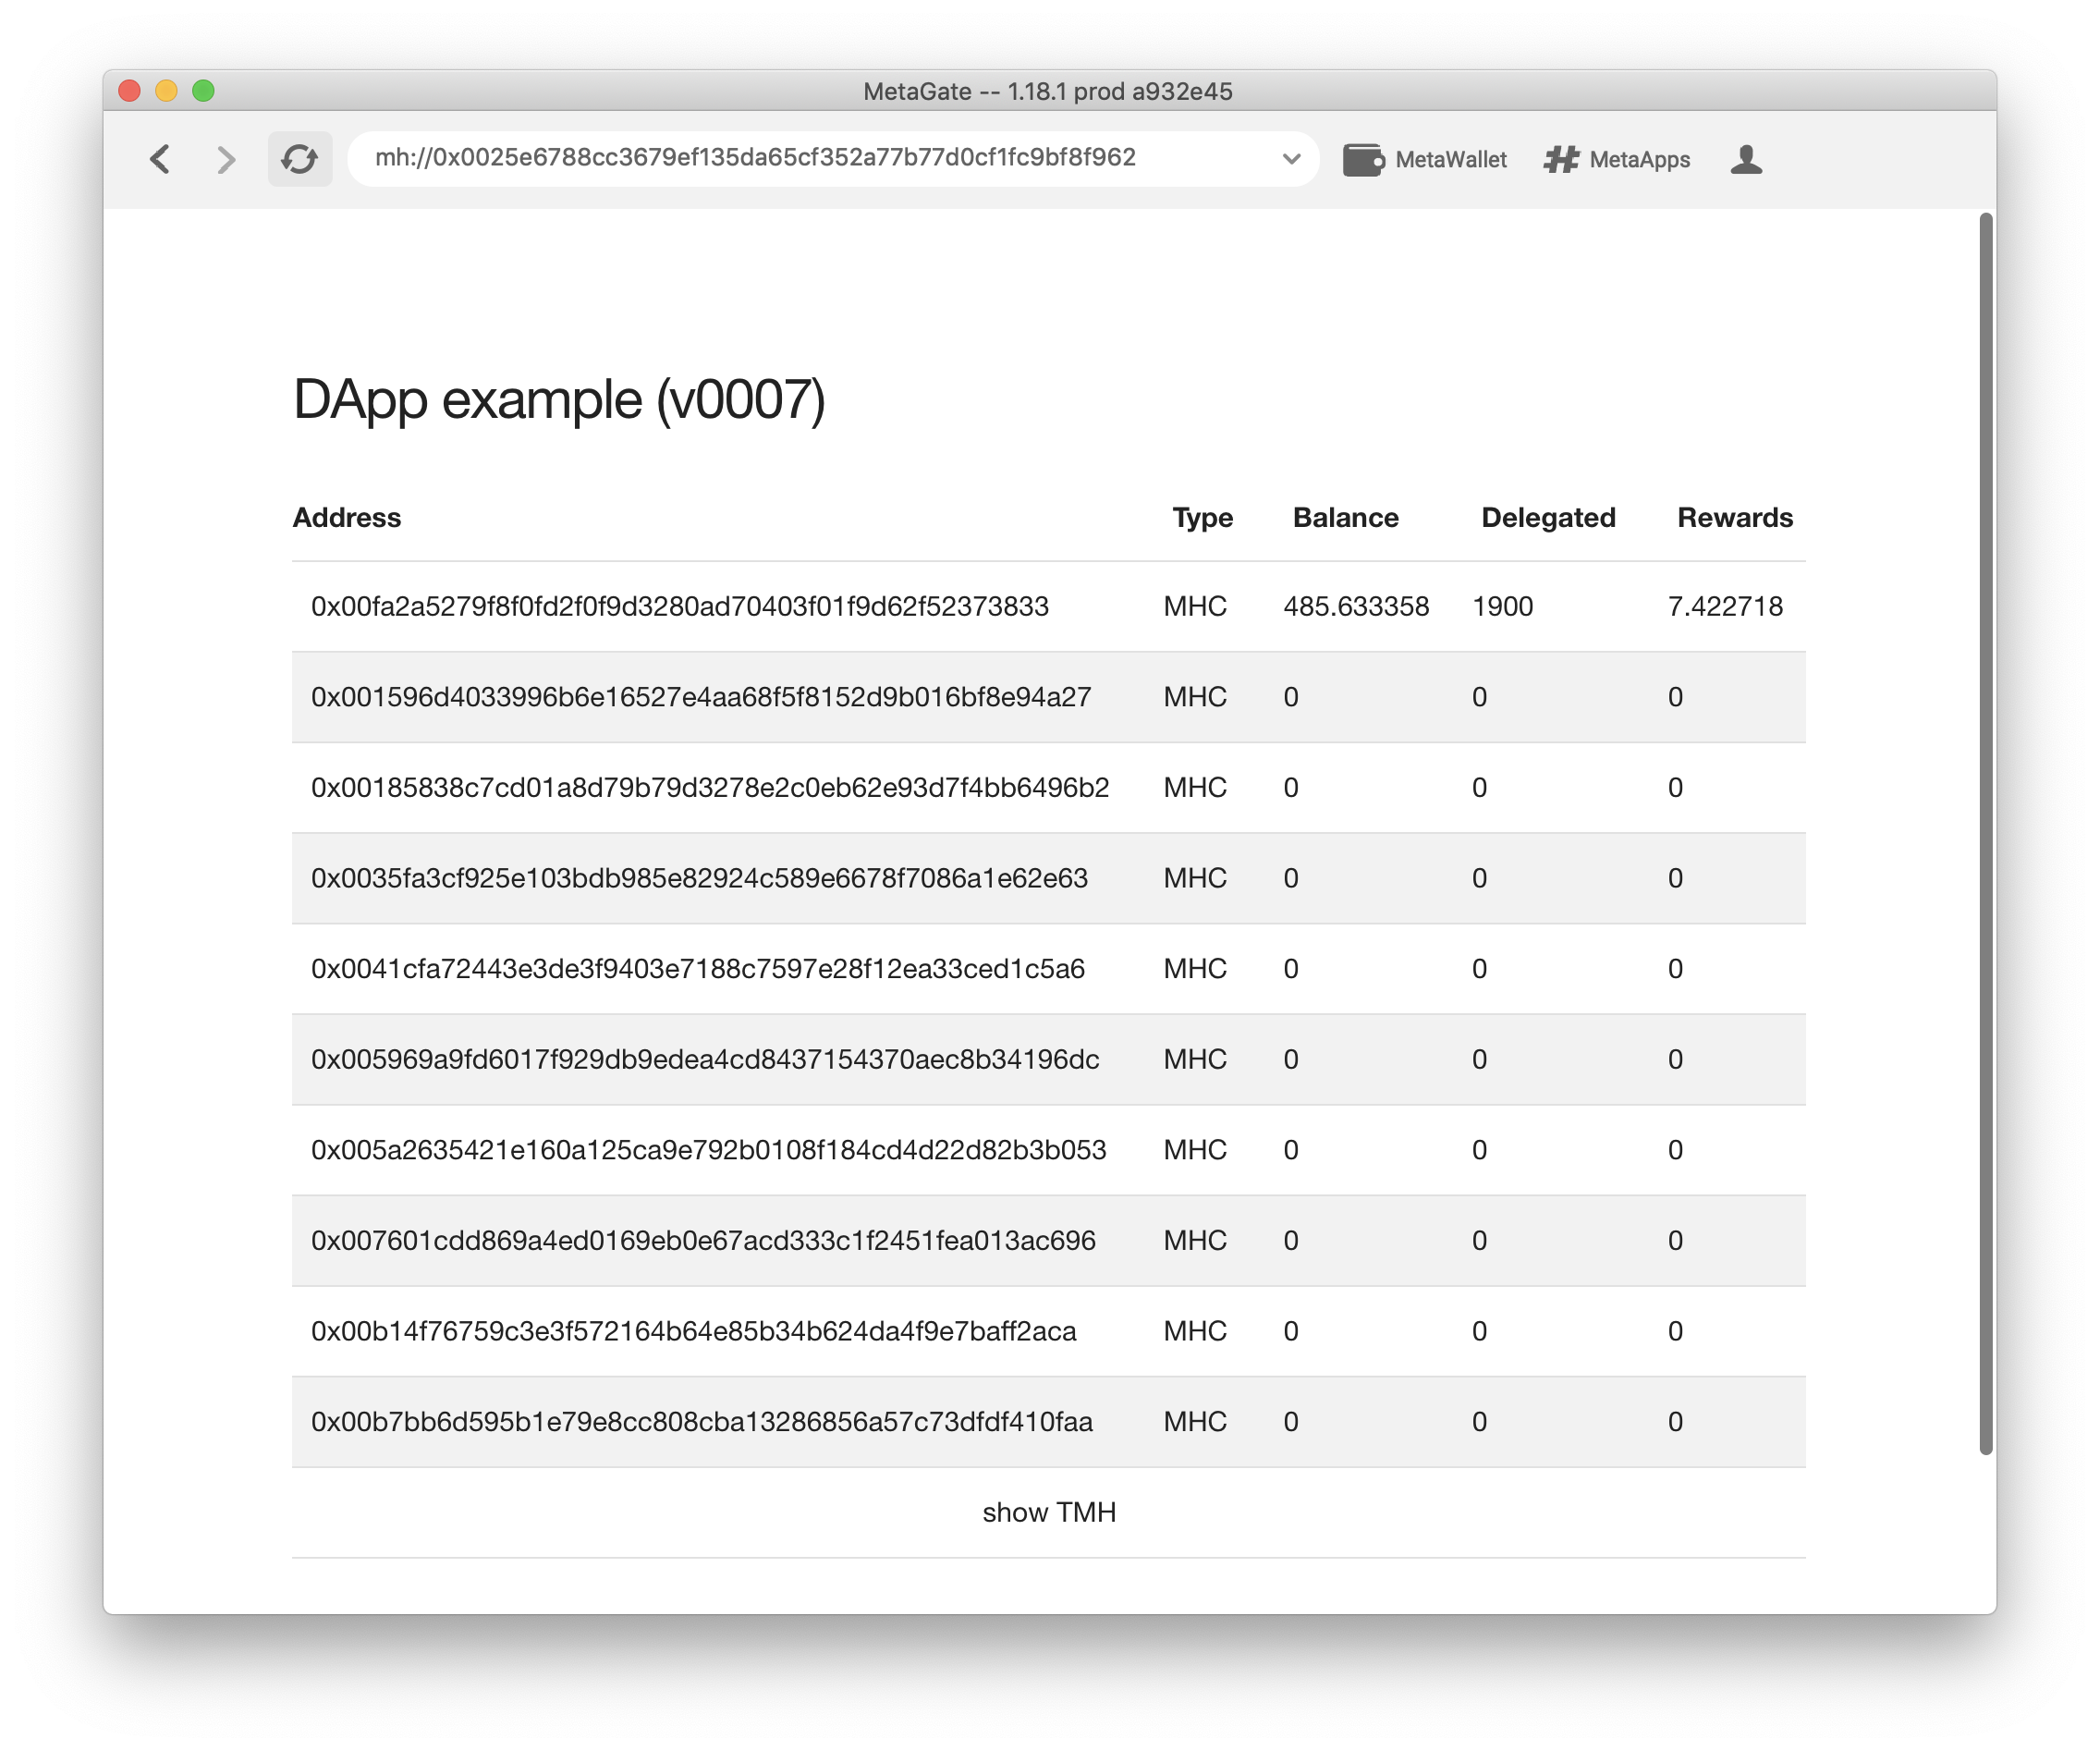 MetaGate -- 1.18.1 prod a932e45
mh://0x0025e6788cc3679ef135da65cf352a77b77d0cf1fc9bf8f962 MetaWallet MetaApps
DApp example (v0007)
Address Type Balance Delegated Rewards
0x00fa2a5279f8f0fd2f0f9d3280ad70403f01f9d62f52373833 MHC 485.633358 1900 7.422718
0x001596d4033996b6e16527e4aa68f5f8152d9b016bf8e94a27 MHC 0 0 0
0x00185838c7cd01a8d79b79d3278e2c0eb62e93d7f4bb6496b2 MHC 0 0 0
0x0035fa3cf925e103bdb985e82924c589e6678f7086a1e62e63 MHC 0 0 0
0x0041cfa72443e3de3f9403e7188c7597e28f12ea33ced1c5a6 MHC 0 0 0
0x005969a9fd6017f929db9edea4cd8437154370aec8b34196dc MHC 0 0 0
0x005a2635421e160a125ca9e792b0108f184cd4d22d82b3b053 MHC 0 0 0
0x007601cdd869a4ed0169eb0e67acd333c1f2451fea013ac696 MHC 0 0 0
0x00b14f76759c3e3f572164b64e85b34b624da4f9e7baff2aca MHC 0 0 0
0x00b7bb6d595b1e79e8cc808cba13286856a57c73dfdf410faa MHC 0 0 0
show TMH